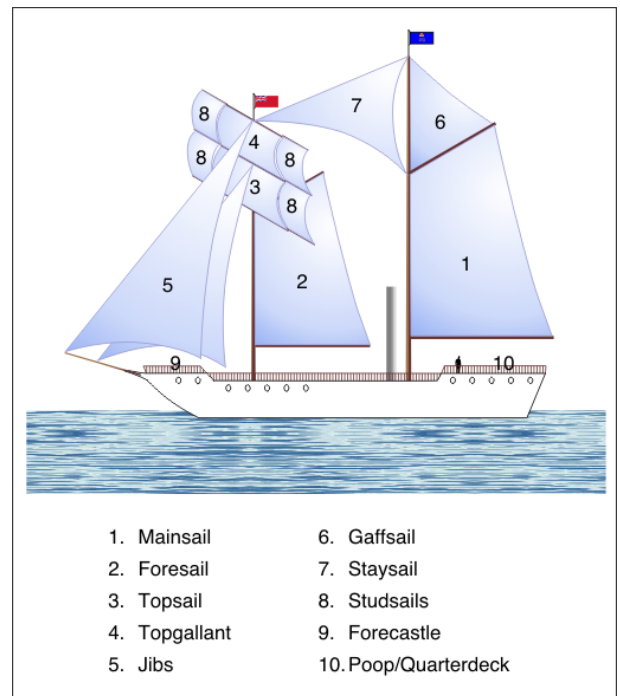 7
8
6
4
8
8
3
8
1
5
2
9
10
1. Mainsail
2. Foresail
3. Topsail
4. Topgallant
5. Jibs
6. Gaffsail
7. Staysail
8. Studsails
9. Forecastle
10. Poop/Quarterdeck